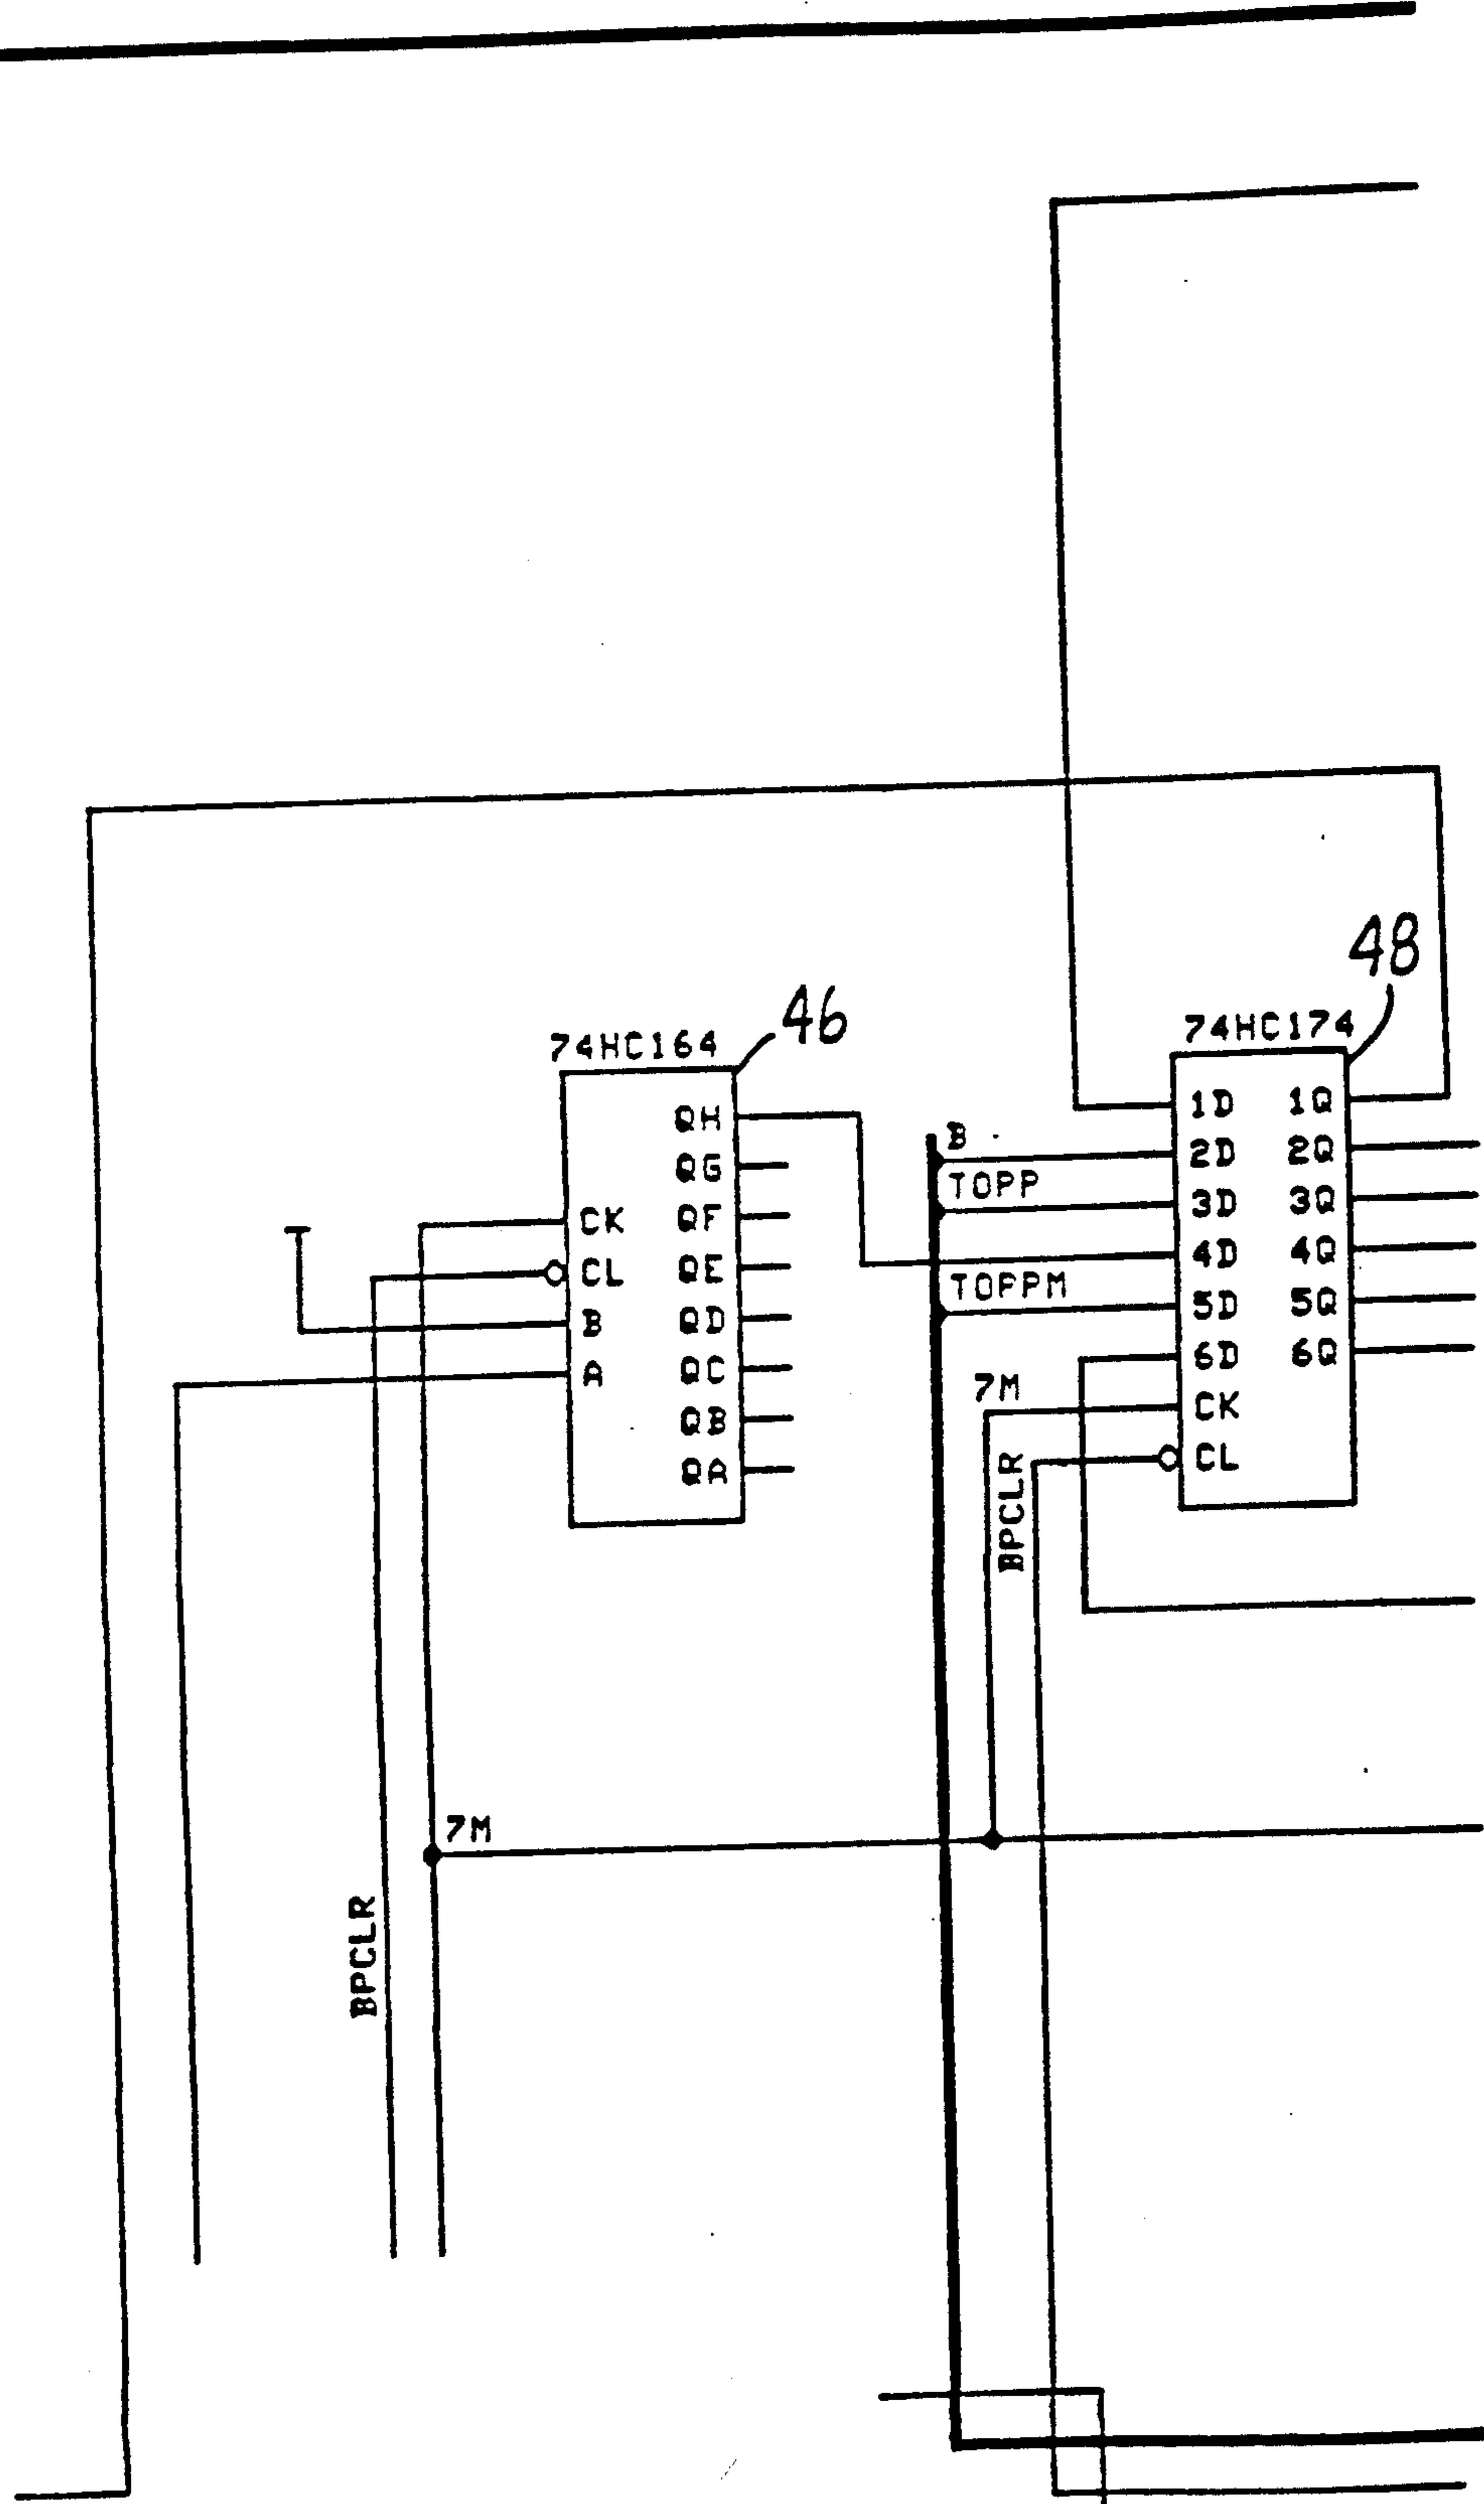 48
46
74HC174
74HC164
1D 1Q
QH
B
2D 2Q
QG
TOPP
3D 3Q
CK QF
4D 4Q
CL QE
TOPPM
5D 5Q
B QD
6D 6Q
A QC
7M
CK
QB
CL
QA
BPCLR
7M
BPCLR